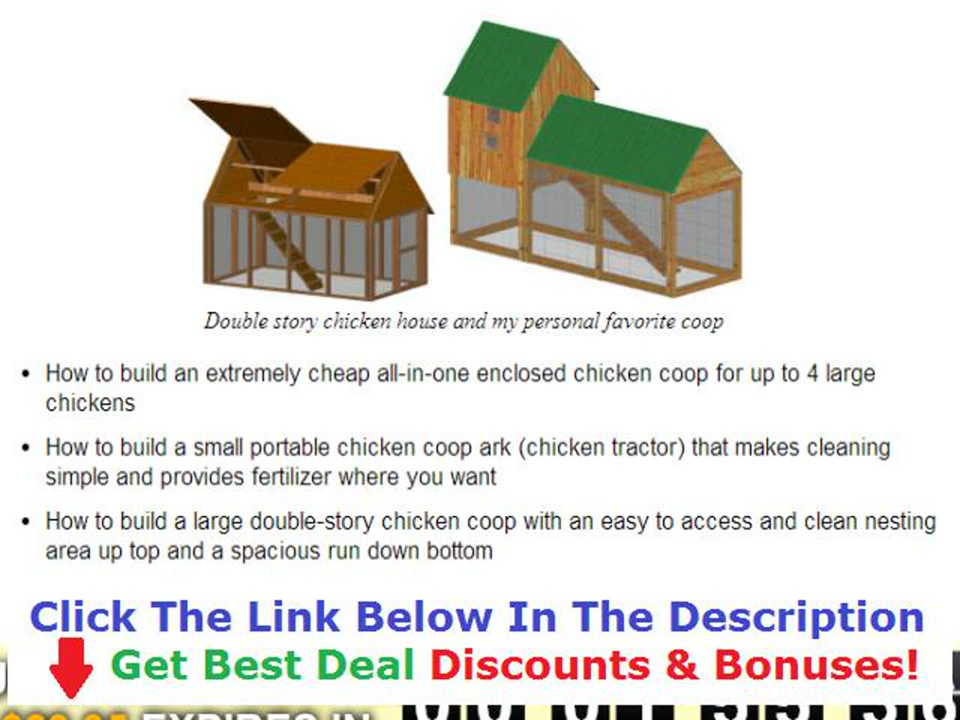 Double story chicken house and my personal favorite coop
• How to build an extremely cheap all-in-one enclosed chicken coop for up to 4 large
chickens
• How to build a small portable chicken coop ark (chicken tractor) that makes cleaning
simple and provides fertilizer where you want
• How to build a large double-story chicken coop with an easy to access and clean nesting
area up top and a spacious run down bottom
Click The Link Below In The Description
Get Best Deal Discounts & Bonuses!
EXPIRES IN